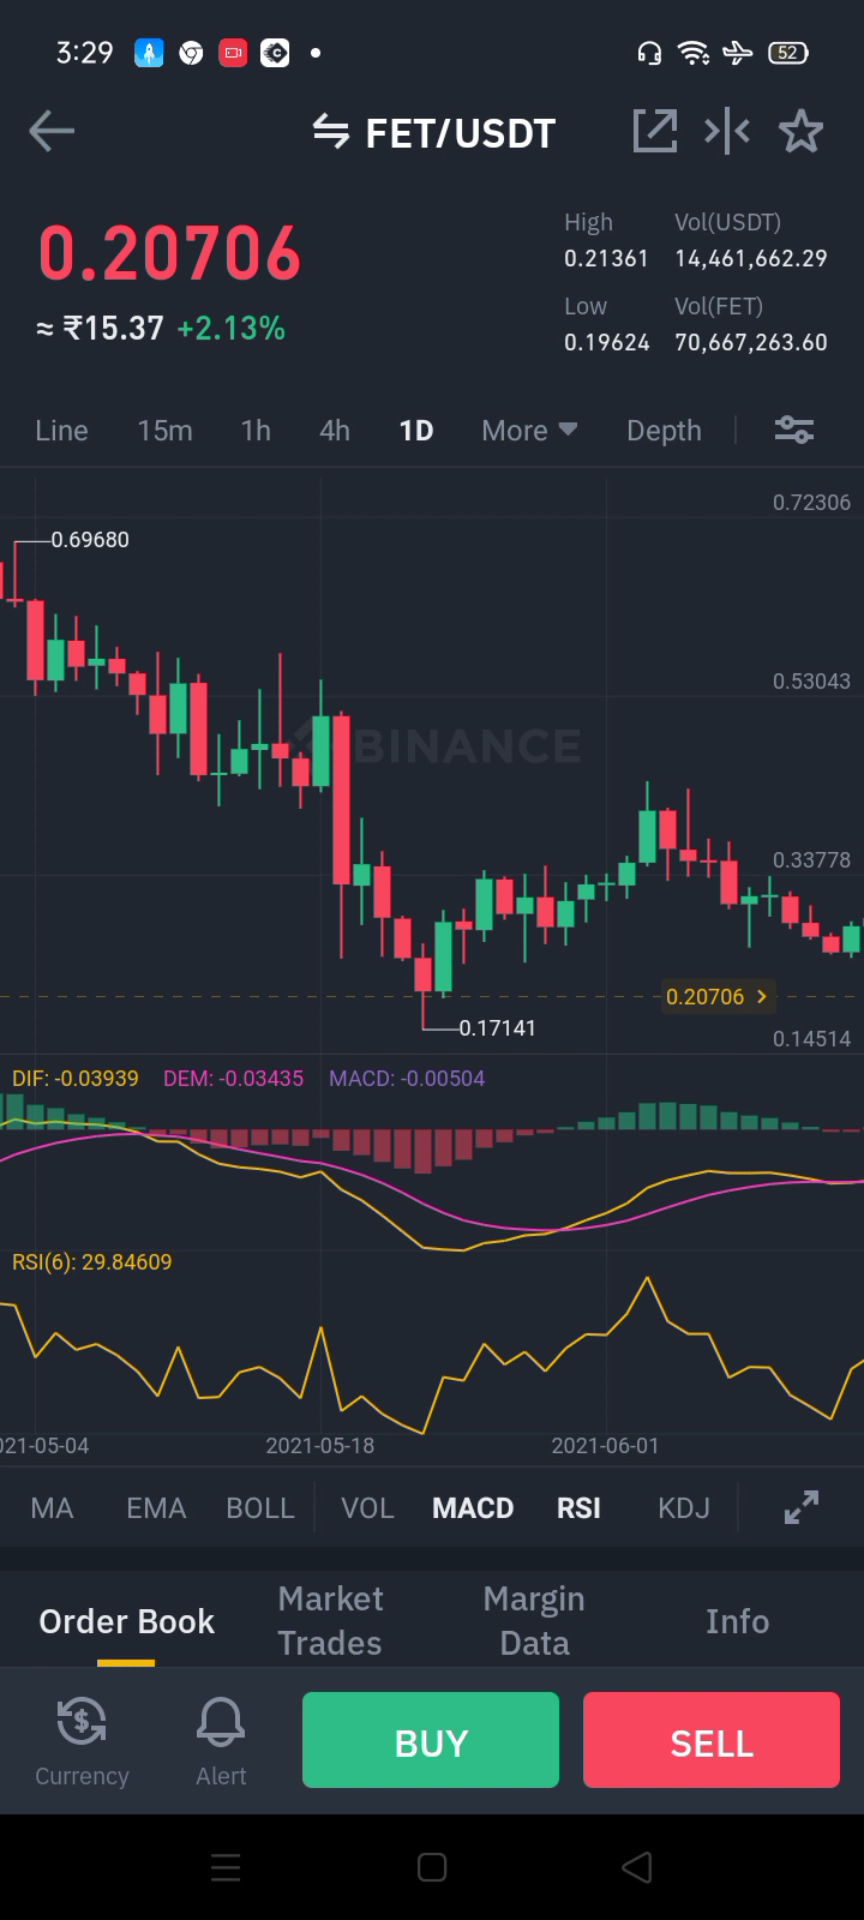 3:29
52
FET/USDT
0.20706
≈ ₹15.37 +2.13%
High Vol(USDT)
0.21361 14,461,662.29
Low Vol(FET)
0.19624 70,667,263.60
Line 15m 1h 4h 1D More Depth
0.72306
0.69680
0.53043
BINANCE
0.33778
0.20706
0.17141
0.14514
DIF: -0.03939 DEM: -0.03435 MACD: -0.00504
RSI(6): 29.84609
021-05-04 2021-05-18 2021-06-01
MA EMA BOLL VOL MACD RSI KDJ
Order Book
Market
Trades
Margin
Data
Info
Currency
Alert
BUY
SELL